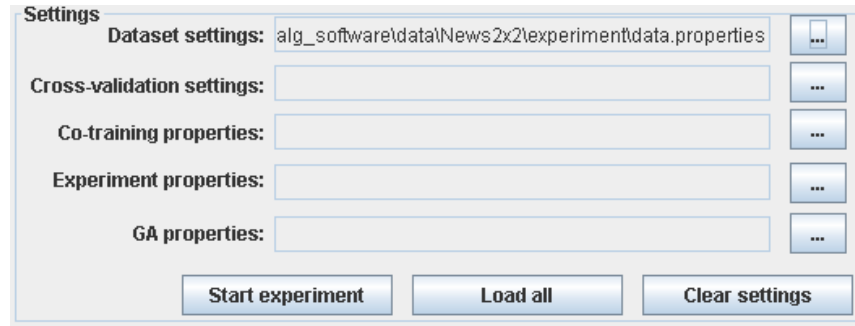 Settings
Dataset settings: alg_software\data\News2x2\experiment\data.properties ...
Cross-validation settings: ...
Co-training properties: ...
Experiment properties: ...
GA properties: ...
Start experiment Load all Clear settings